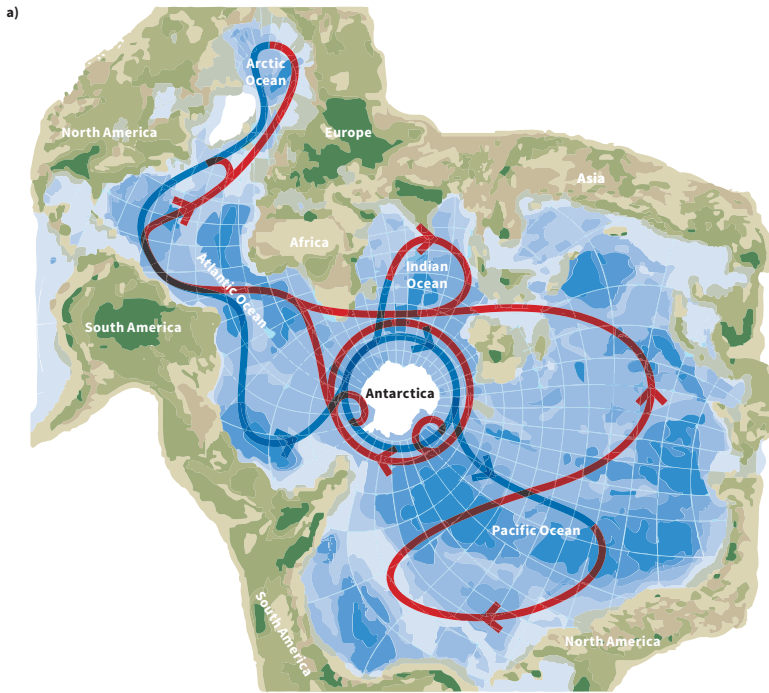 a)
Arctic
Ocean
North America
Europe
Asia
Africa
Indian
Ocean
Atlantic Ocean
South America
Antarctica
Pacific Ocean
South America
North America